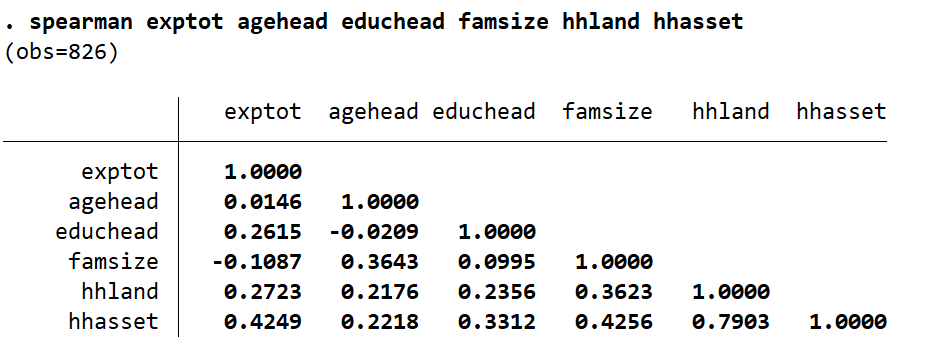 . spearman exptot agehead educhead famsize hhland hhasset
(obs=826)
exptot agehead educhead famsize hhland hhasset
exptot 1.0000
agehead 0.0146 1.0000
educhead 0.2615 -0.0209 1.0000
famsize -0.1087 0.3643 0.0995 1.0000
hhland 0.2723 0.2176 0.2356 0.3623 1.0000
hhasset 0.4249 0.2218 0.3312 0.4256 0.7903 1.0000